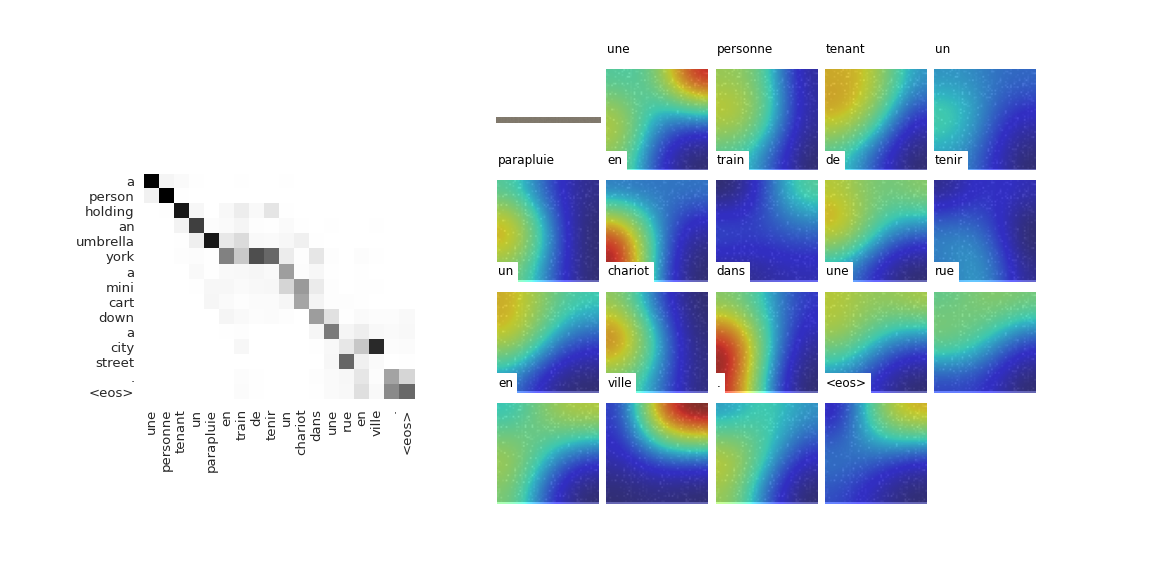 a
person
holding
an
umbrella
york
a
mini
cart
down
a
city
street
.
<eos>
une
personne
tenant
un
parapluie
en
train
de
tenir
un
chariot
dans
une
rue
en
ville
.
<eos>
une personne tenant un
parapluie en train de tenir
un chariot dans une rue
en ville . <eos>